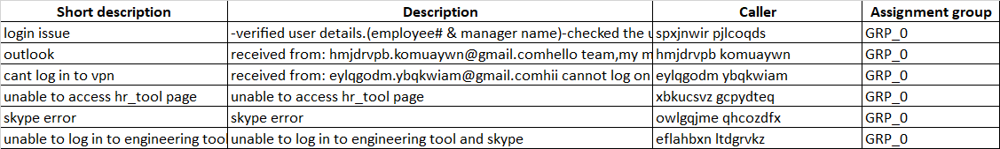 Short description Description Caller Assignment group
login issue -verified user details.(employee# & manager name)-checked the u spxjnwir pjlcoqds GRP_0
outlook received from: hmjdrvpb.komuaywn@gmail.comhello team,my m hmjdrvpb komuaywn GRP_0
cant log in to vpn received from: eylqgodm.ybqkwiam@gmail.comhii cannot log on eylqgodm ybqkwiam GRP_0
unable to access hr_tool page unable to access hr_tool page xbkucsvz gcpydteq GRP_0
skype error skype error owlgqjme qhcozdfx GRP_0
unable to log in to engineering tool unable to log in to engineering tool and skype eflahbxn ltdgrvkz GRP_0